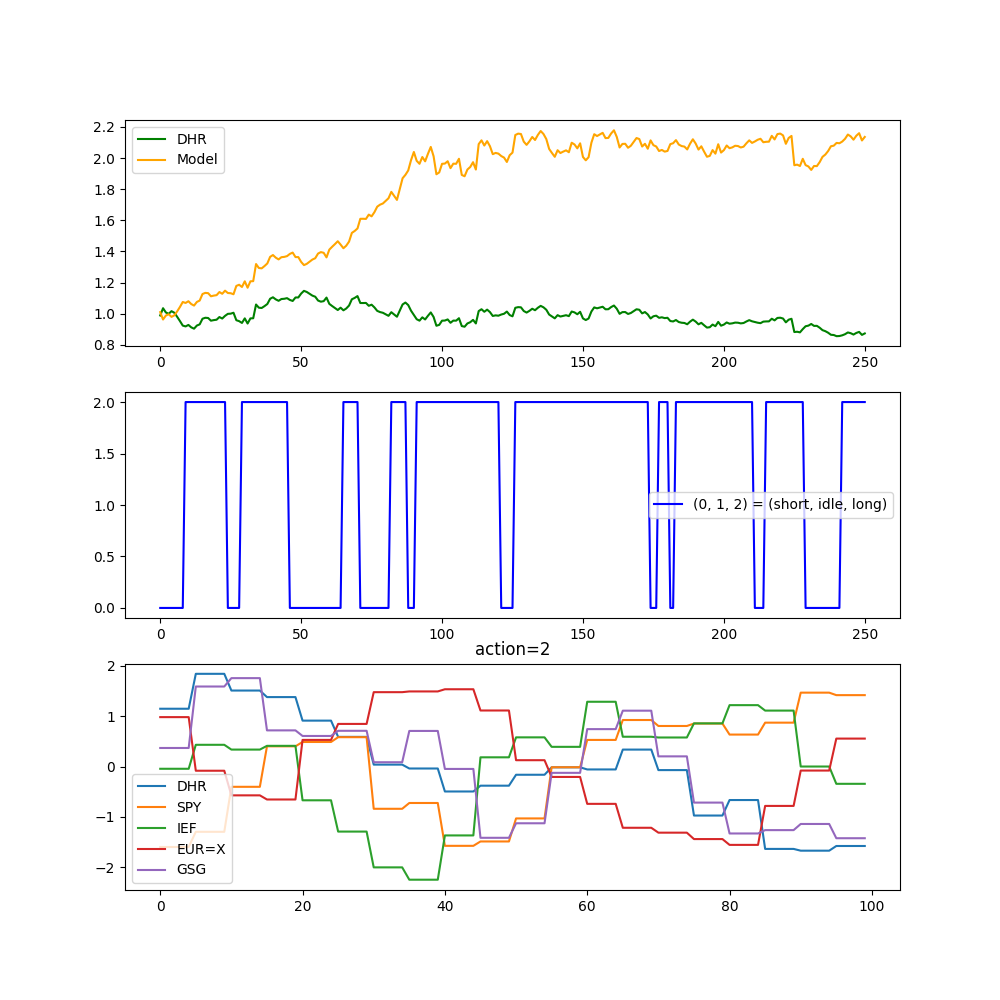 2.2
2.0
1.8
1.6
1.4
1.2
1.0
0.8
DHR
Model
0 50 100 150 200 250
2.0
1.5
1.0
0.5
0.0
(0, 1, 2) = (short, idle, long)
0 50 100 150 200 250
action=2
2
1
0
−1
−2
DHR
SPY
IEF
EUR=X
GSG
0 20 40 60 80 100